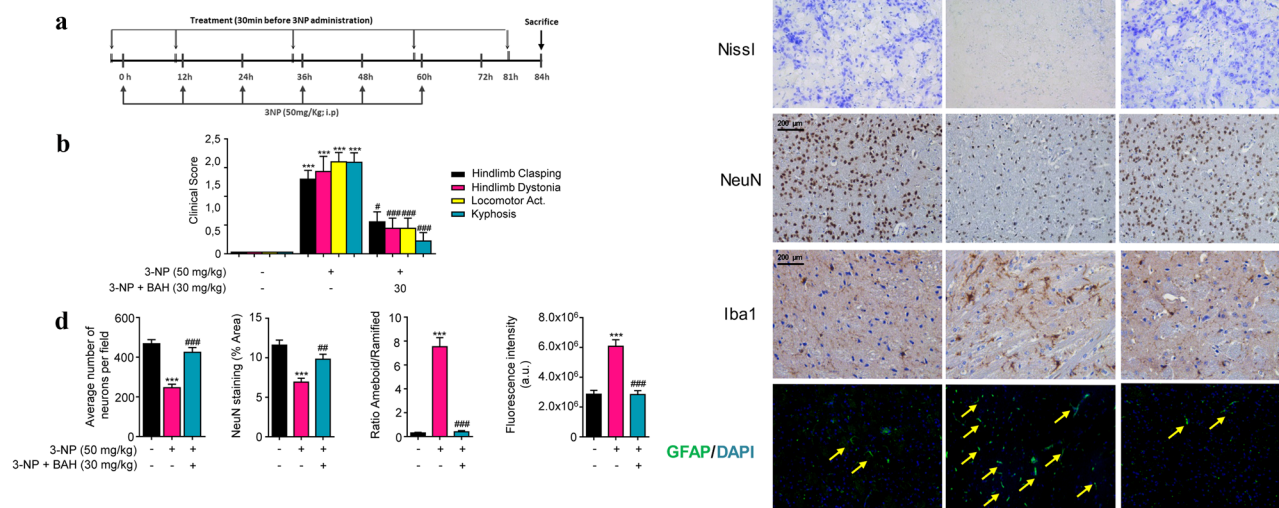 a
Treatment (30min before 3NP administration)
Sacrifice
0 h 12h 24h 36h 48h 60h 72h 81h 84h
3NP (50mg/Kg; i.p)
b
Clinical Score
2,5
2,0
1,5
1,0
0,5
0,0
*** *** *** ***
# ### ### ###
Hindlimb Clasping
Hindlimb Dystonia
Locomotor Act.
Kyphosis
3-NP (50 mg/kg) - + +
3-NP + BAH (30 mg/kg) - - 30
d
Average number of
neurons per field
600
400
200
0
***
###
NeuN staining (% Area)
15
10
5
0
***
##
Ratio Ameboid/Ramified
10
8
6
4
2
0
***
###
Fluorescence intensity
(a.u.)
8.0x10⁶
6.0x10⁶
4.0x10⁶
2.0x10⁶
0
***
###
3-NP (50 mg/kg) - + + - + + - + + - + +
3-NP + BAH (30 mg/kg) - - + - - + - - + - - +
Nissl
NeuN
200 µm
Iba1
200 µm
GFAP/DAPI